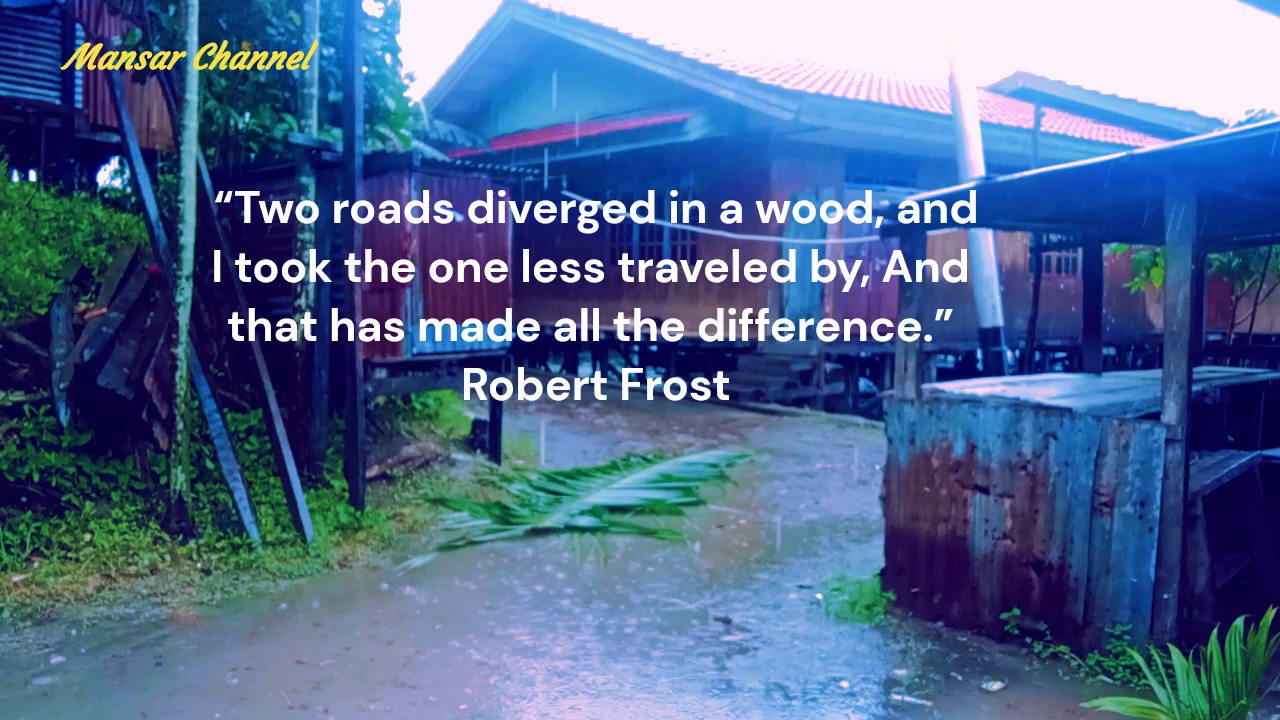 Mansar Channel
“Two roads diverged in a wood, and
I took the one less traveled by, And
that has made all the difference.”
Robert Frost